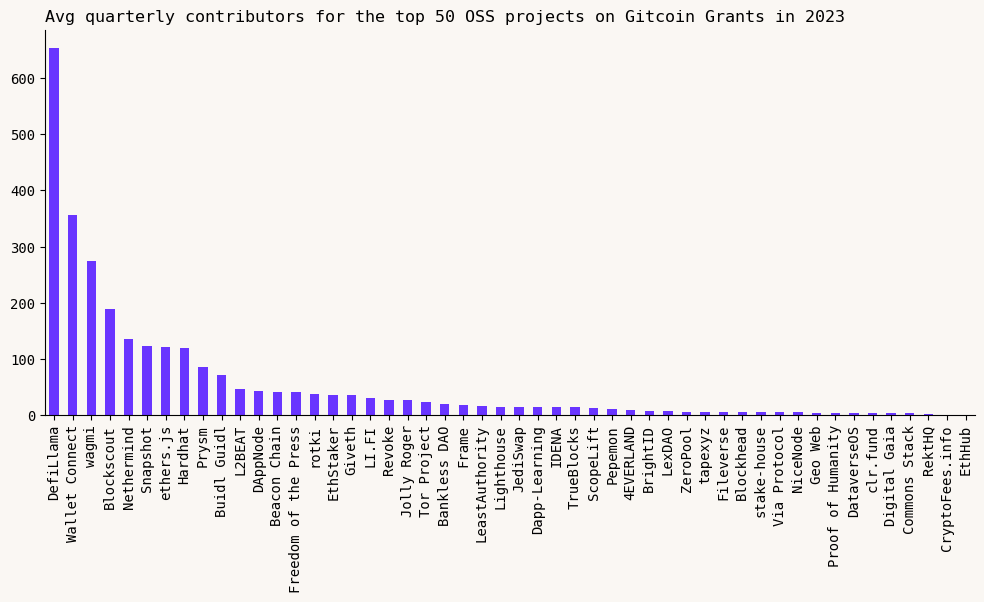 Avg quarterly contributors for the top 50 OSS projects on Gitcoin Grants in 2023
600
500
400
300
200
100
0
DefiLlama
Wallet Connect
wagmi
Blockscout
Nethermind
Snapshot
ethers.js
Hardhat
Prysm
Buidl Guidl
L2BEAT
DAppNode
Beacon Chain
Freedom of the Press
rotki
EthStaker
Giveth
LI.FI
Revoke
Jolly Roger
Tor Project
Bankless DAO
Frame
LeastAuthority
Lighthouse
JediSwap
Dapp-Learning
IDENA
TrueBlocks
ScopeLift
Pepemon
4EVERLAND
BrightID
LexDAO
ZeroPool
tapexyz
Fileverse
Blockhead
stake-house
Via Protocol
NiceNode
Geo Web
Proof of Humanity
DataverseOS
clr.fund
Digital Gaia
Commons Stack
RektHQ
CryptoFees.info
EthHub